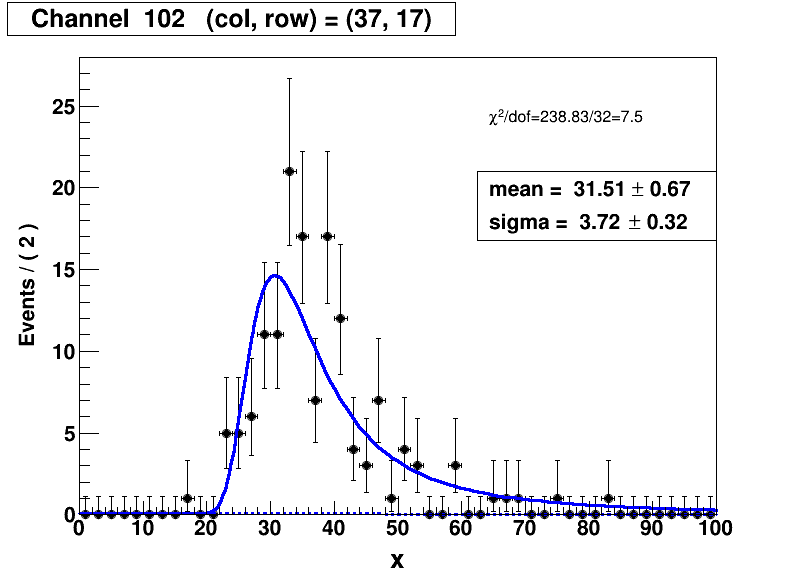 Channel  102   (col, row) = (37, 17)
χ²/dof=238.83/32=7.5
mean =  31.51 ± 0.67
sigma =  3.72 ± 0.32
Events / ( 2 )
25
20
15
10
5
0
0 10 20 30 40 50 60 70 80 90 100
x